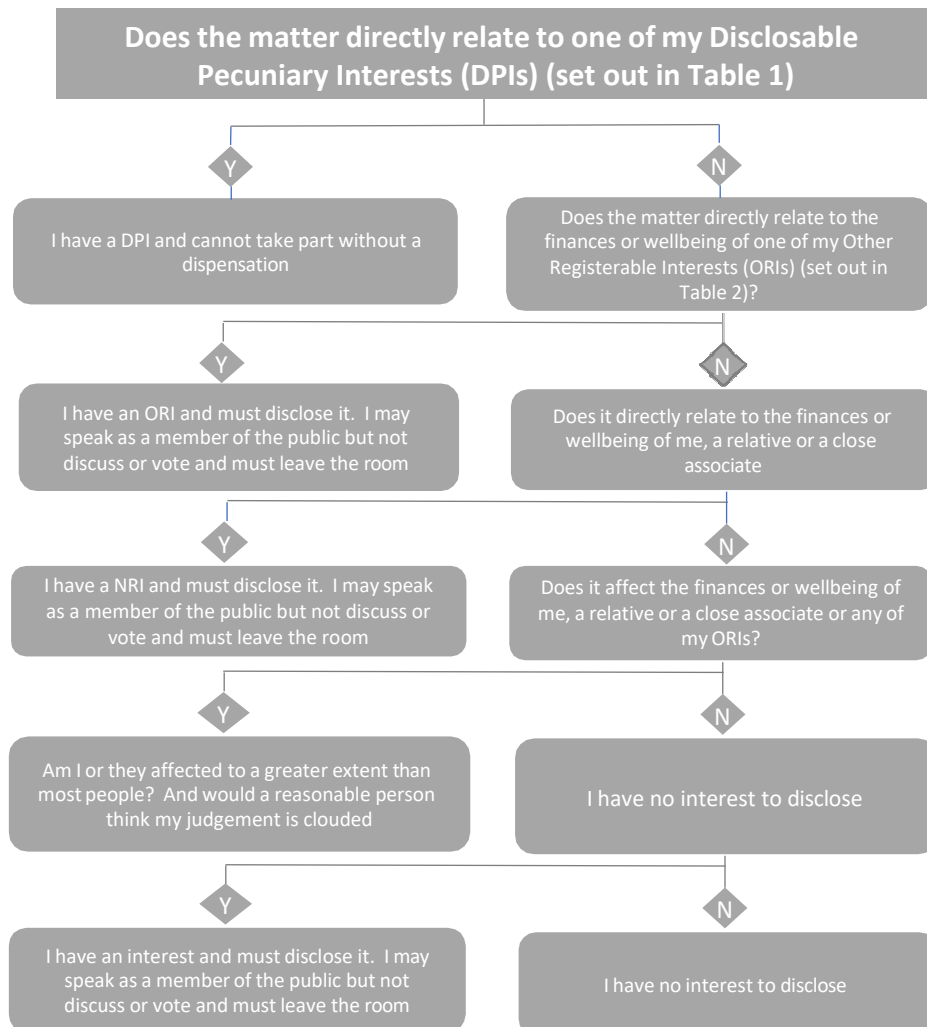 Does the matter directly relate to one of my Disclosable
Pecuniary Interests (DPIs) (set out in Table 1)
Y
N
I have a DPI and cannot take part without a
dispensation
Does the matter directly relate to the
finances or wellbeing of one of my Other
Registerable Interests (ORIs) (set out in
Table 2)?
Y
N
I have an ORI and must disclose it. I may
speak as a member of the public but not
discuss or vote and must leave the room
Does it directly relate to the finances or
wellbeing of me, a relative or a close
associate
Y
N
I have a NRI and must disclose it. I may speak
as a member of the public but not discuss or
vote and must leave the room
Does it affect the finances or wellbeing of
me, a relative or a close associate or any of
my ORIs?
Y
N
Am I or they affected to a greater extent than
most people? And would a reasonable person
think my judgement is clouded
I have no interest to disclose
Y
N
I have an interest and must disclose it. I may
speak as a member of the public but not
discuss or vote and must leave the room
I have no interest to disclose